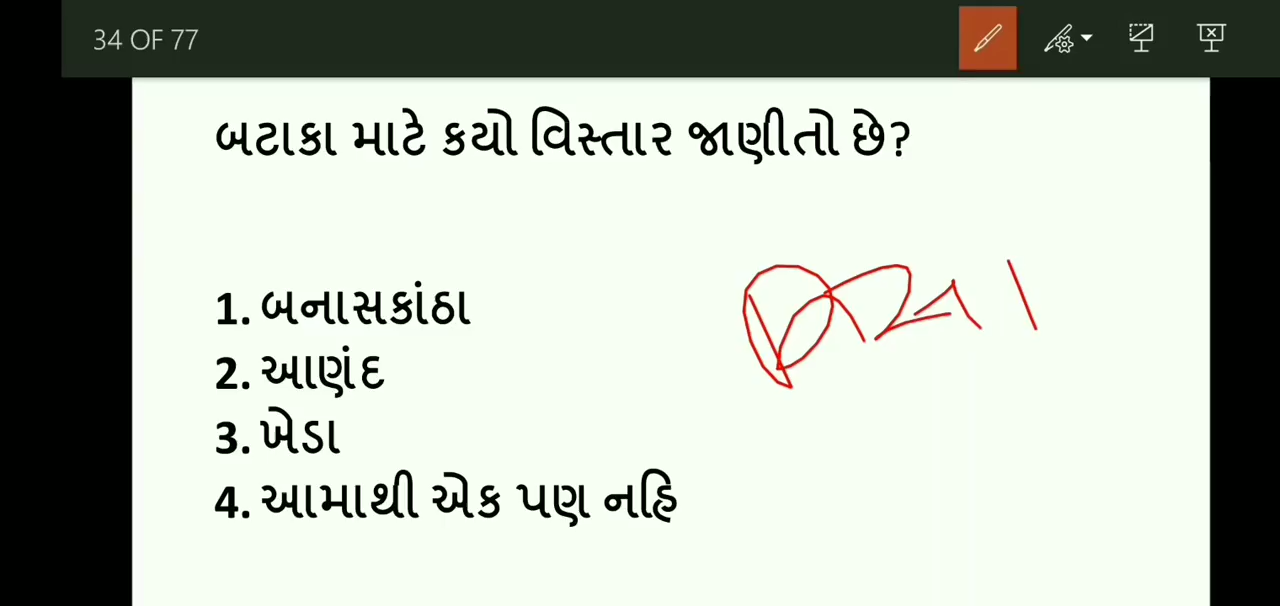 34 OF 77
બટાકા માટે કયો વિસ્તાર જાણીતો છે?
1. બનાસકાંઠા
2. આણંદ
3. ખેડા
4. આમાથી એક પણ નહિ